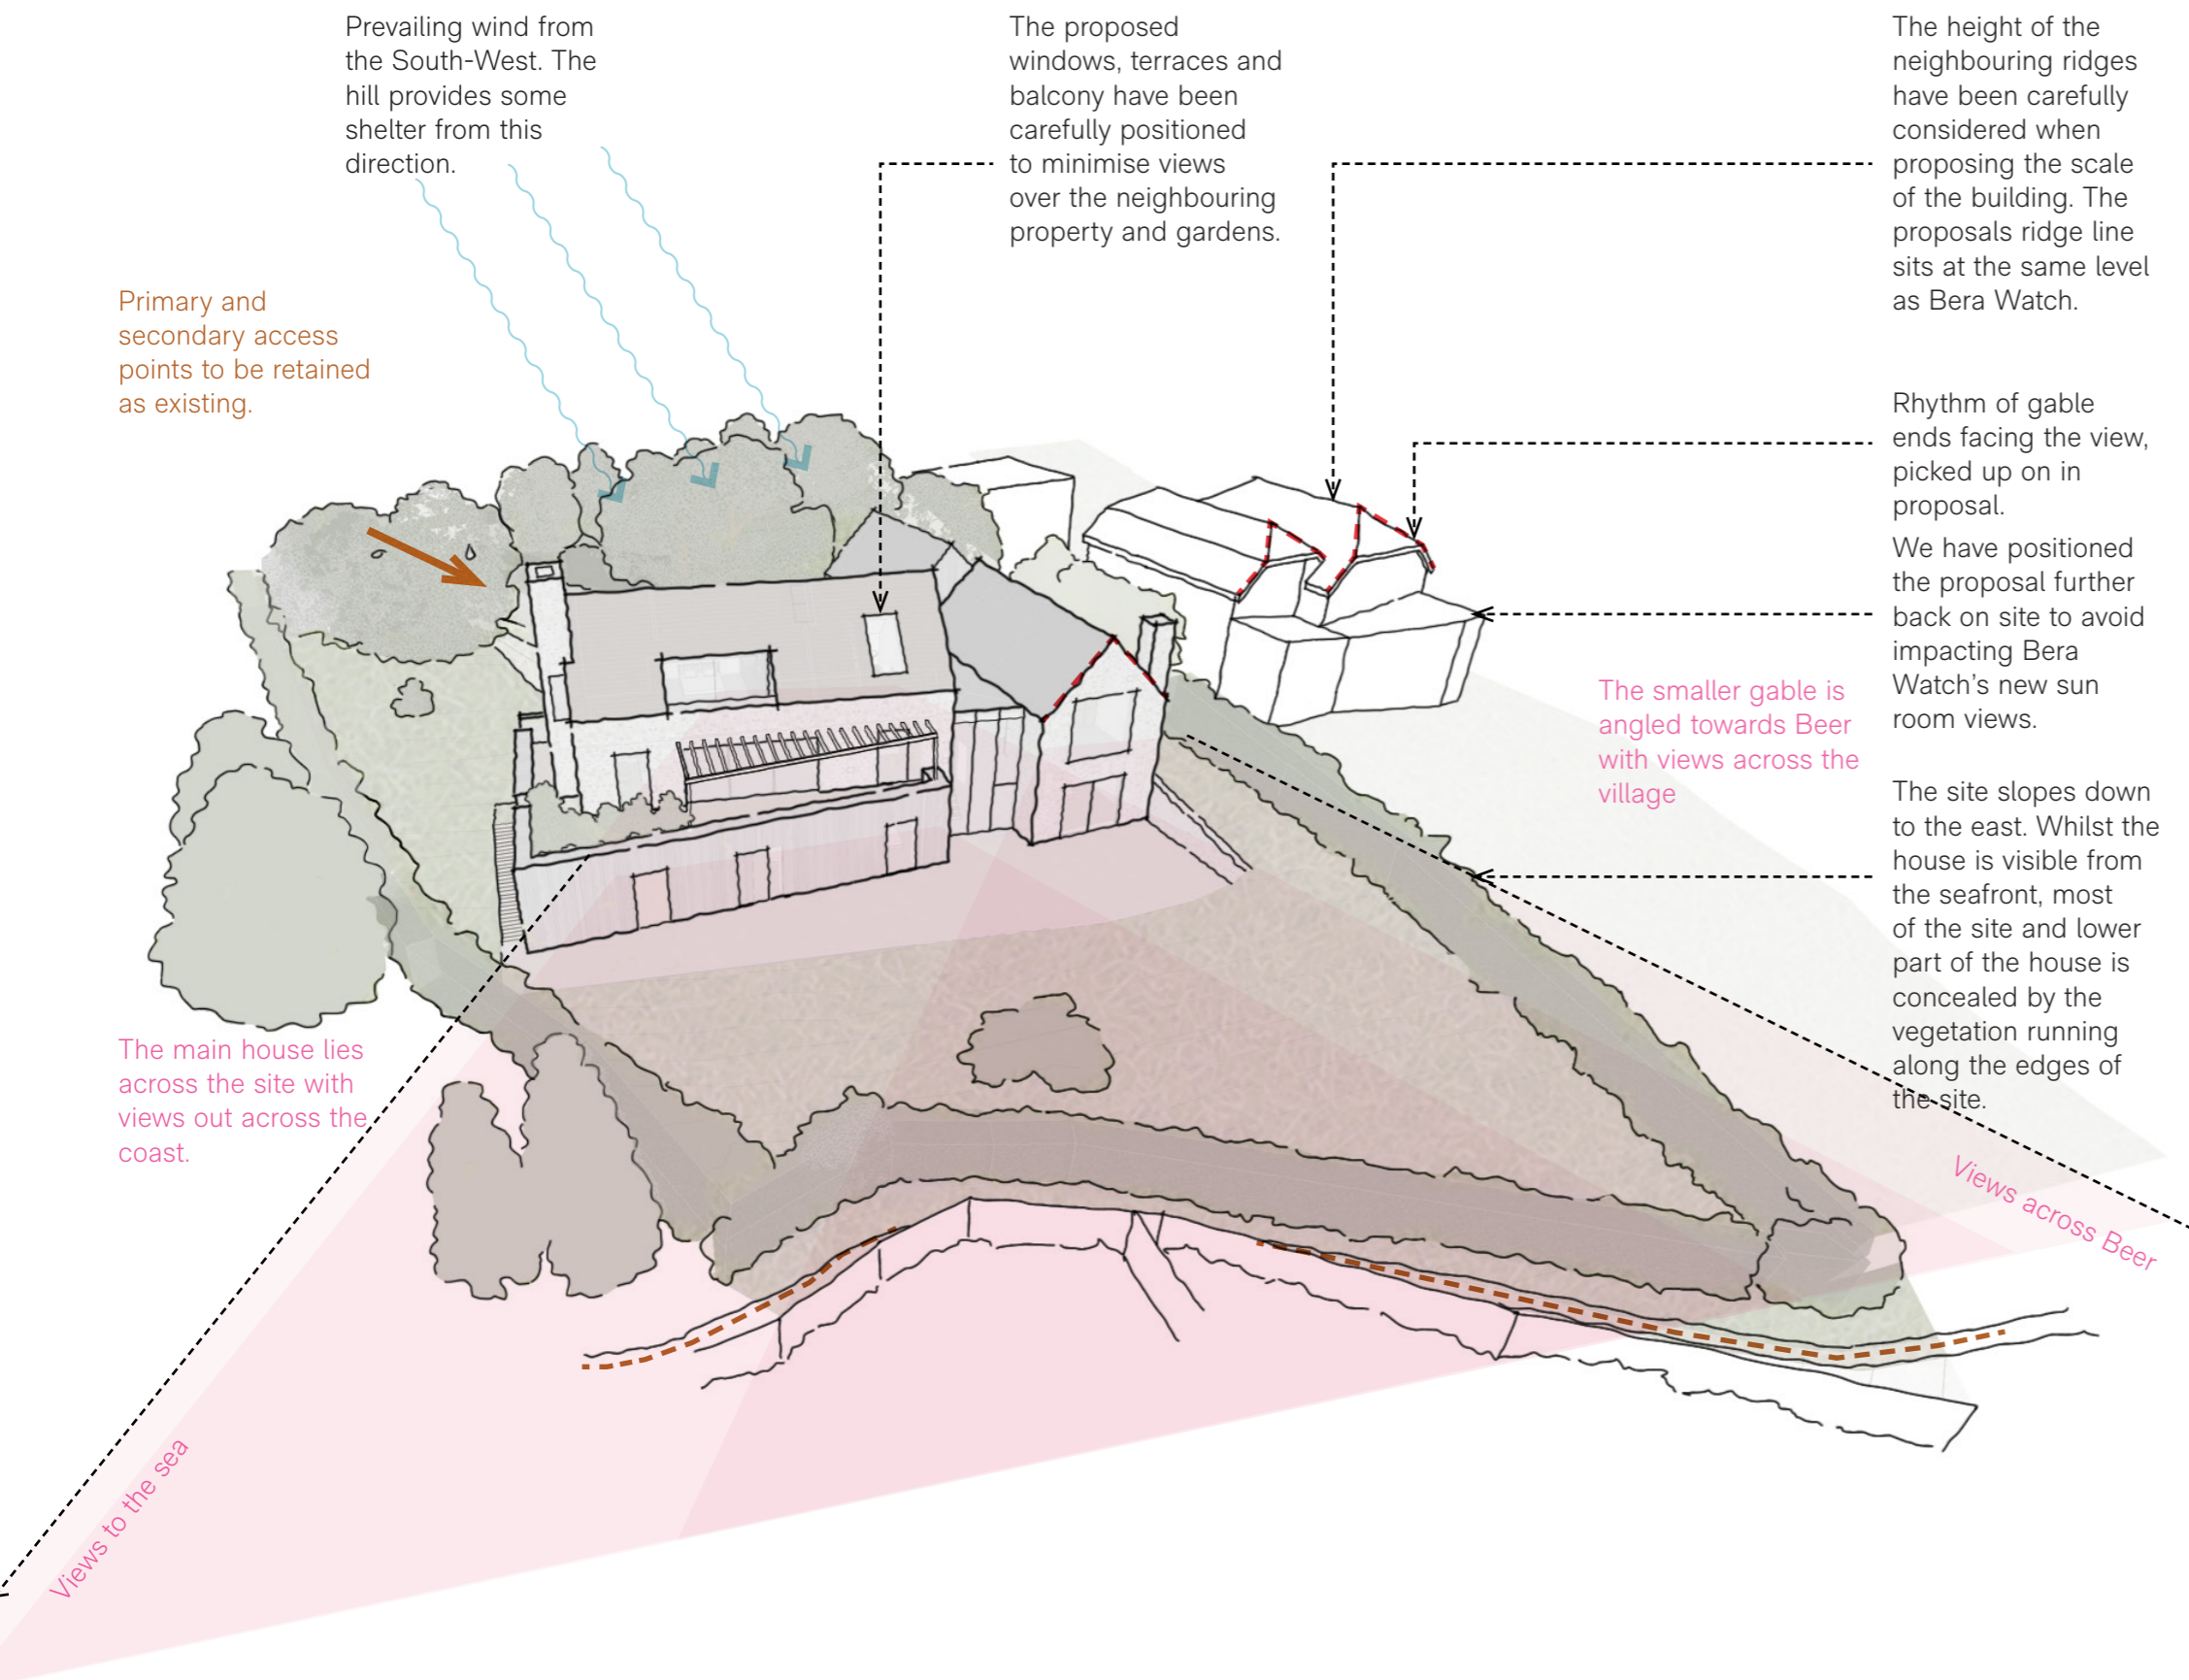 Prevailing wind from
the South-West. The
hill provides some
shelter from this
direction.
The proposed
windows, terraces and
balcony have been
carefully positioned
to minimise views
over the neighbouring
property and gardens.
The height of the
neighbouring ridges
have been carefully
considered when
proposing the scale
of the building. The
proposals ridge line
sits at the same level
as Bera Watch.
Primary and
secondary access
points to be retained
as existing.
Rhythm of gable
ends facing the view,
picked up on in
proposal.
We have positioned
the proposal further
back on site to avoid
impacting Bera
Watch's new sun
room views.
The smaller gable is
angled towards Beer
with views across the
village
The site slopes down
to the east. Whilst the
house is visible from
the seafront, most
of the site and lower
part of the house is
concealed by the
vegetation running
along the edges of
the site.
The main house lies
across the site with
views out across the
coast.
Views across Beer
Views to the sea